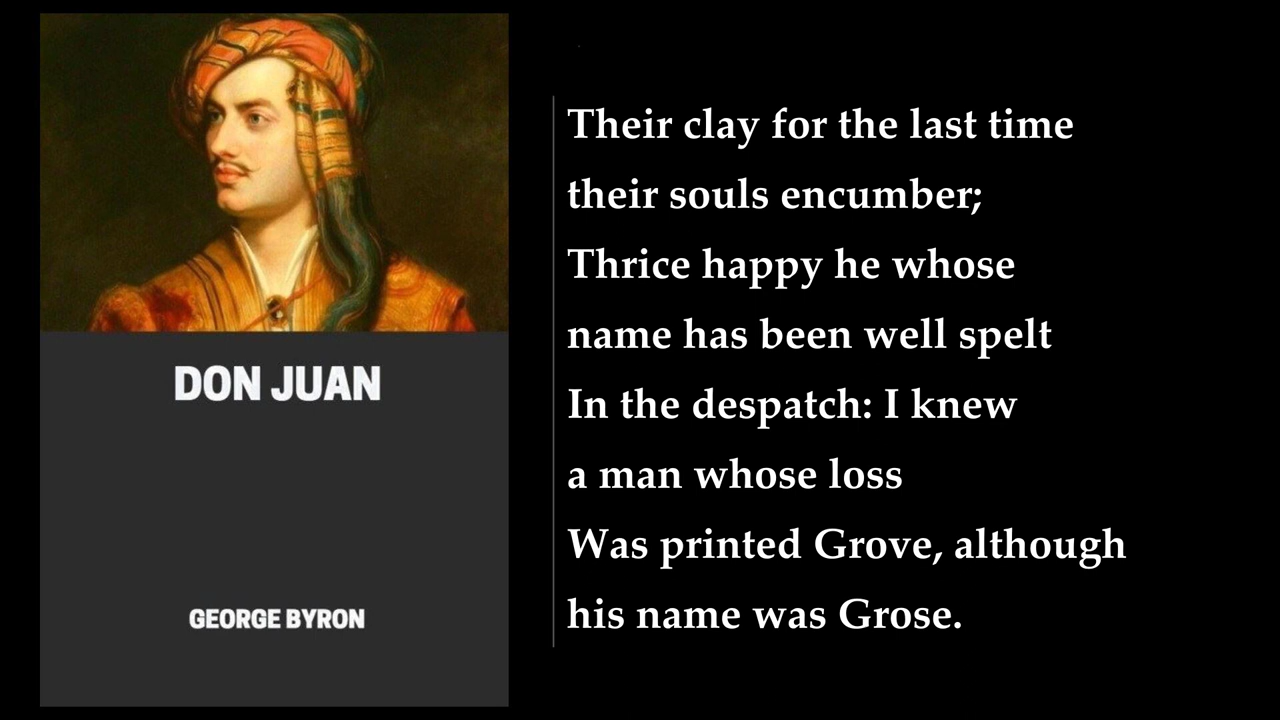 DON JUAN
GEORGE BYRON
Their clay for the last time
their souls encumber;
Thrice happy he whose
name has been well spelt
In the despatch: I knew
a man whose loss
Was printed Grove, although
his name was Grose.